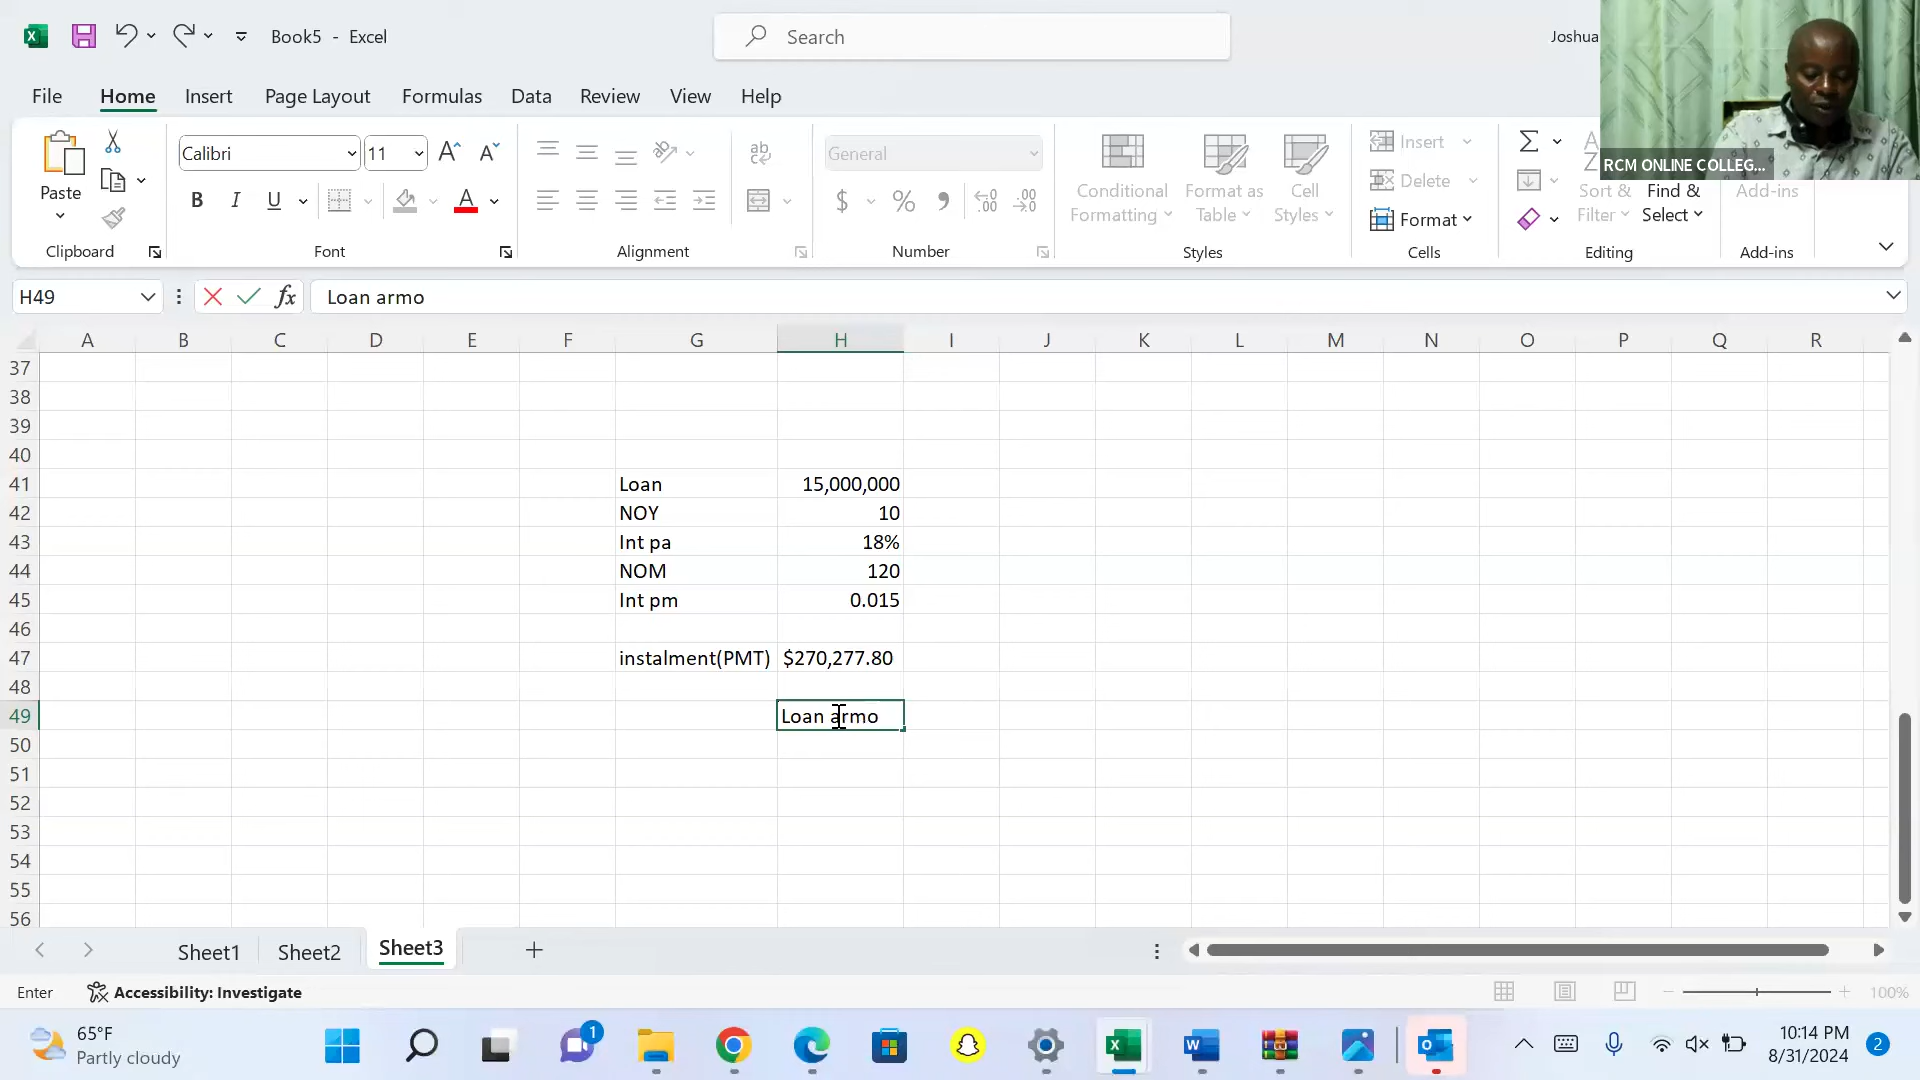 Book5 - Excel
Search
Joshua
File Home Insert Page Layout Formulas Data Review View Help
RCM ONLINE COLLEG...
Paste
Clipboard
Calibri 11
B I U
Font
Alignment
General
Number
Conditional Formatting
Format as Table
Cell Styles
Styles
Insert
Delete
Format
Cells
Sort & Filter
Find & Select
Editing
Add-ins
Add-ins
H49
fx
Loan armo
A B C D E F G H I J K L M N O P Q R
37
38
39
40
41 Loan 15,000,000
42 NOY 10
43 Int pa 18%
44 NOM 120
45 Int pm 0.015
46
47 instalment(PMT) $270,277.80
48
49 Loan armo
50
51
52
53
54
55
56
Sheet1 Sheet2 Sheet3
Enter
Accessibility: Investigate
100%
65°F
Partly cloudy
1
10:14 PM
8/31/2024
2